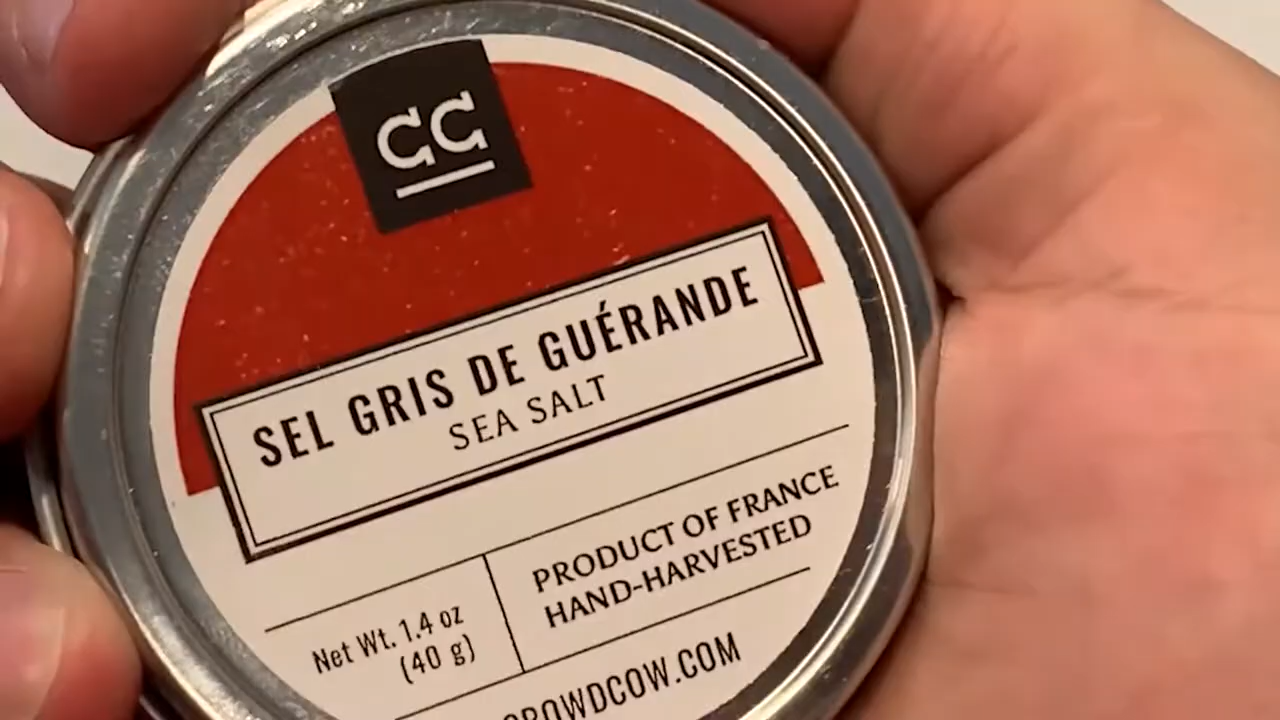 CC
SEL GRIS DE GUÉRANDE
SEA SALT
PRODUCT OF FRANCE
HAND-HARVESTED
Net Wt. 1.4 oz
(40 g)
CROWDCOW.COM